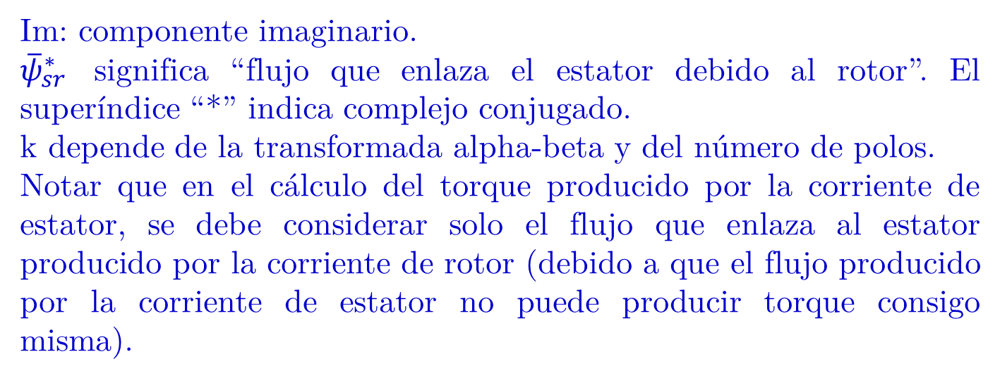 Im: componente imaginario.
$\bar{\psi}_{sr}^{*}$ significa “flujo que enlaza el estator debido al rotor”. El
superíndice “*” indica complejo conjugado.
k depende de la transformada alpha-beta y del número de polos.
Notar que en el cálculo del torque producido por la corriente de
estator, se debe considerar solo el flujo que enlaza al estator
producido por la corriente de rotor (debido a que el flujo producido
por la corriente de estator no puede producir torque consigo
misma).